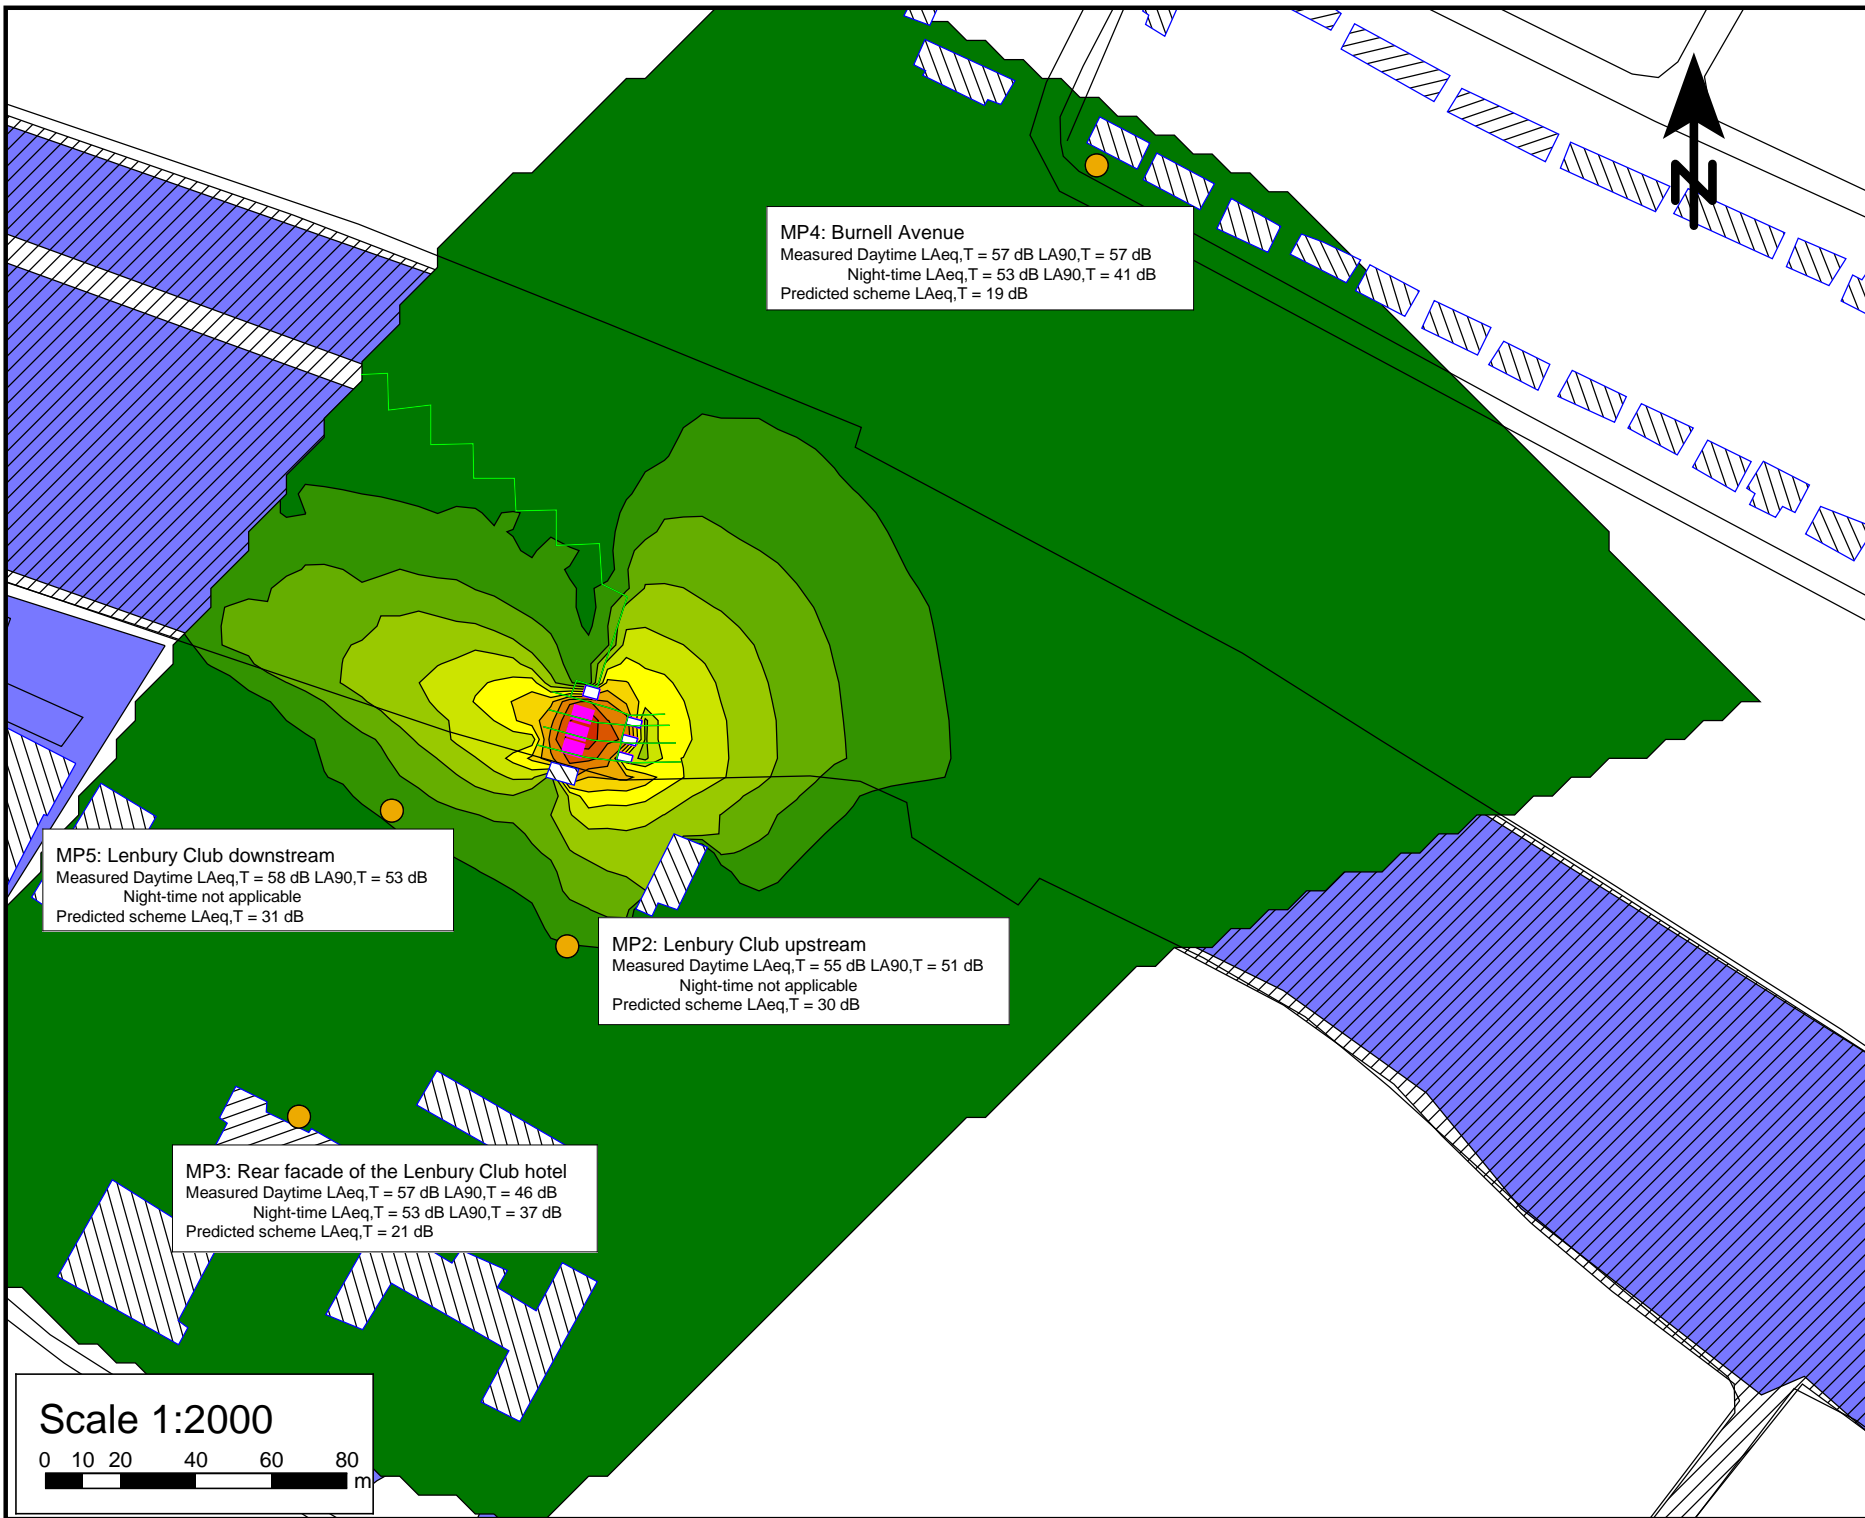 MP4: Burnell Avenue
Measured Daytime LAeq,T = 57 dB LA90,T = 57 dB
Night-time LAeq,T = 53 dB LA90,T = 41 dB
Predicted scheme LAeq,T = 19 dB
MP5: Lenbury Club downstream
Measured Daytime LAeq,T = 58 dB LA90,T = 53 dB
Night-time not applicable
Predicted scheme LAeq,T = 31 dB
MP2: Lenbury Club upstream
Measured Daytime LAeq,T = 55 dB LA90,T = 51 dB
Night-time not applicable
Predicted scheme LAeq,T = 30 dB
MP3: Rear facade of the Lenbury Club hotel
Measured Daytime LAeq,T = 57 dB LA90,T = 46 dB
Night-time LAeq,T = 53 dB LA90,T = 37 dB
Predicted scheme LAeq,T = 21 dB
Scale 1:2000
0 10 20 40 60 80
m
N